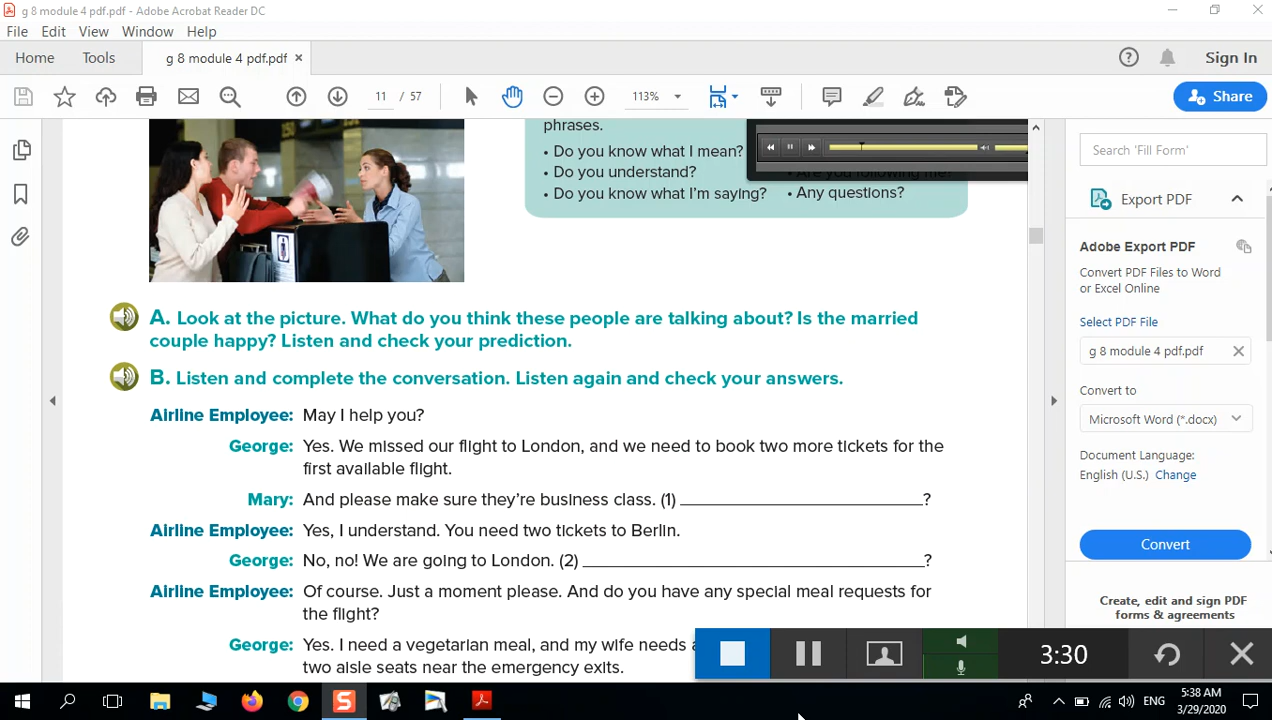 g 8 module 4 pdf.pdf - Adobe Acrobat Reader DC
File Edit View Window Help
Home Tools g 8 module 4 pdf.pdf × Sign In
11 / 57 113% Share
phrases.
• Do you know what I mean?
• Do you understand? • Are you following me?
• Do you know what I'm saying? • Any questions?
A. Look at the picture. What do you think these people are talking about? Is the married
couple happy? Listen and check your prediction.
B. Listen and complete the conversation. Listen again and check your answers.
Airline Employee: May I help you?
George: Yes. We missed our flight to London, and we need to book two more tickets for the
first available flight.
Mary: And please make sure they're business class. (1) ______________________?
Airline Employee: Yes, I understand. You need two tickets to Berlin.
George: No, no! We are going to London. (2) ______________________________?
Airline Employee: Of course. Just a moment please. And do you have any special meal requests for
the flight?
George: Yes. I need a vegetarian meal, and my wife needs
two aisle seats near the emergency exits.
Search 'Fill Form'
Export PDF
Adobe Export PDF
Convert PDF Files to Word
or Excel Online
Select PDF File
g 8 module 4 pdf.pdf
Convert to
Microsoft Word (*.docx)
Document Language:
English (U.S.) Change
Convert
Create, edit and sign PDF
forms & agreements
3:30
ENG
5:38 AM
3/29/2020